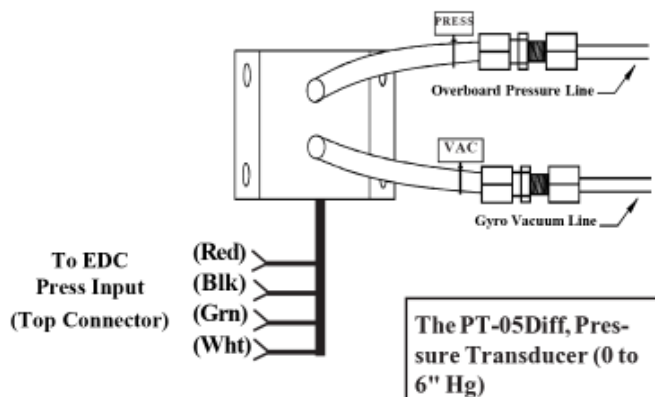 PRESS
Overboard Pressure Line
VAC
Gyro Vacuum Line
To EDC
Press Input
(Top Connector)
(Red)
(Blk)
(Grn)
(Wht)
The PT-05Diff, Pres-
sure Transducer (0 to
6" Hg)